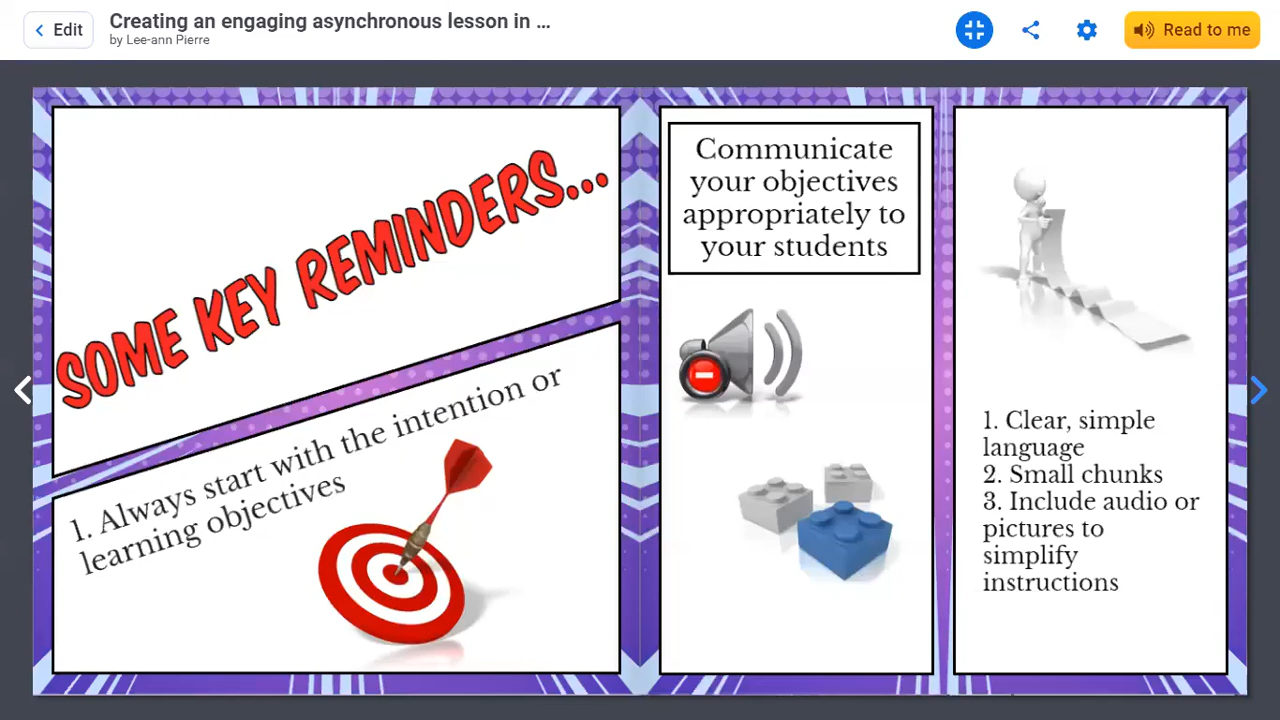 Edit
Creating an engaging asynchronous lesson in ...
by Lee-ann Pierre
Read to me
SOME KEY REMINDERS...
1. Always start with the intention or
learning objectives
Communicate
your objectives
appropriately to
your students
1. Clear, simple
language
2. Small chunks
3. Include audio or
pictures to
simplify
instructions